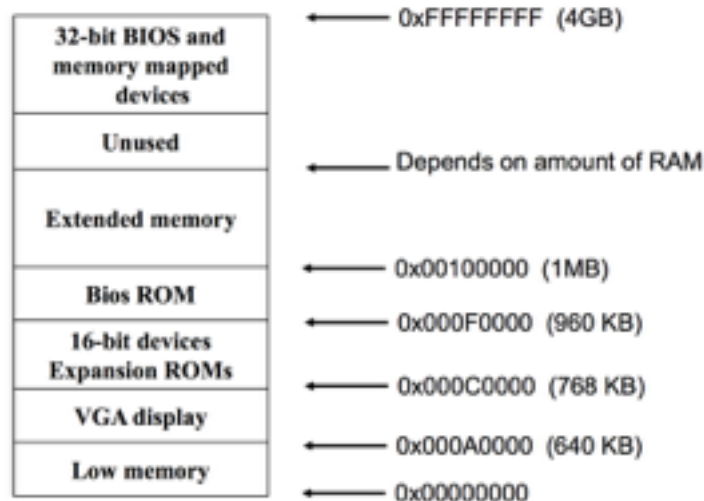 0xFFFFFFFF (4GB)
32-bit BIOS and
memory mapped
devices
Unused
Depends on amount of RAM
Extended memory
0x00100000 (1MB)
Bios ROM
0x000F0000 (960 KB)
16-bit devices
Expansion ROMs
0x000C0000 (768 KB)
VGA display
0x000A0000 (640 KB)
Low memory
0x00000000